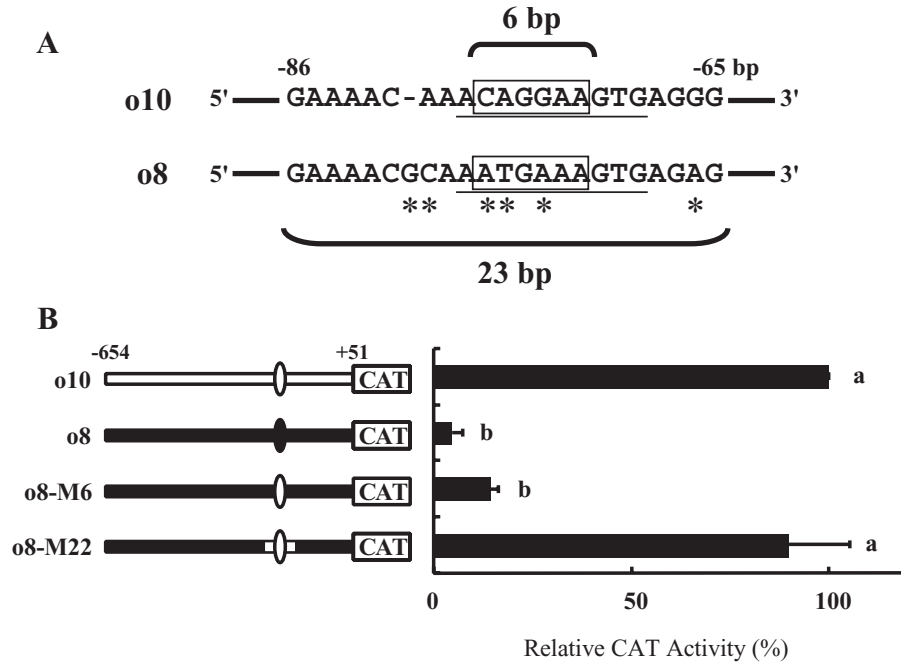 A
6 bp
-86
-65 bp
o10 5' GAAAAC-AAACAGGAAGTGAGGG 3'
o8 5' GAAAACGCAAATGAAAGTGAGAG 3'
** ** * *
23 bp
B
-654 +51
o10 CAT a
o8 CAT b
o8-M6 CAT b
o8-M22 CAT a
0 50 100
Relative CAT Activity (%)